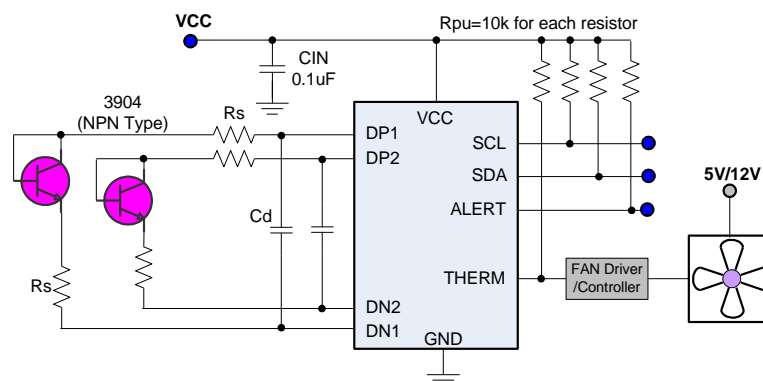 VCC
Rpu=10k for each resistor
CIN
0.1uF
3904
(NPN Type)
Rs
DP1
VCC
DP2
SCL
SDA
5V/12V
ALERT
Cd
Rs
THERM
FAN Driver
/Controller
DN2
DN1
GND